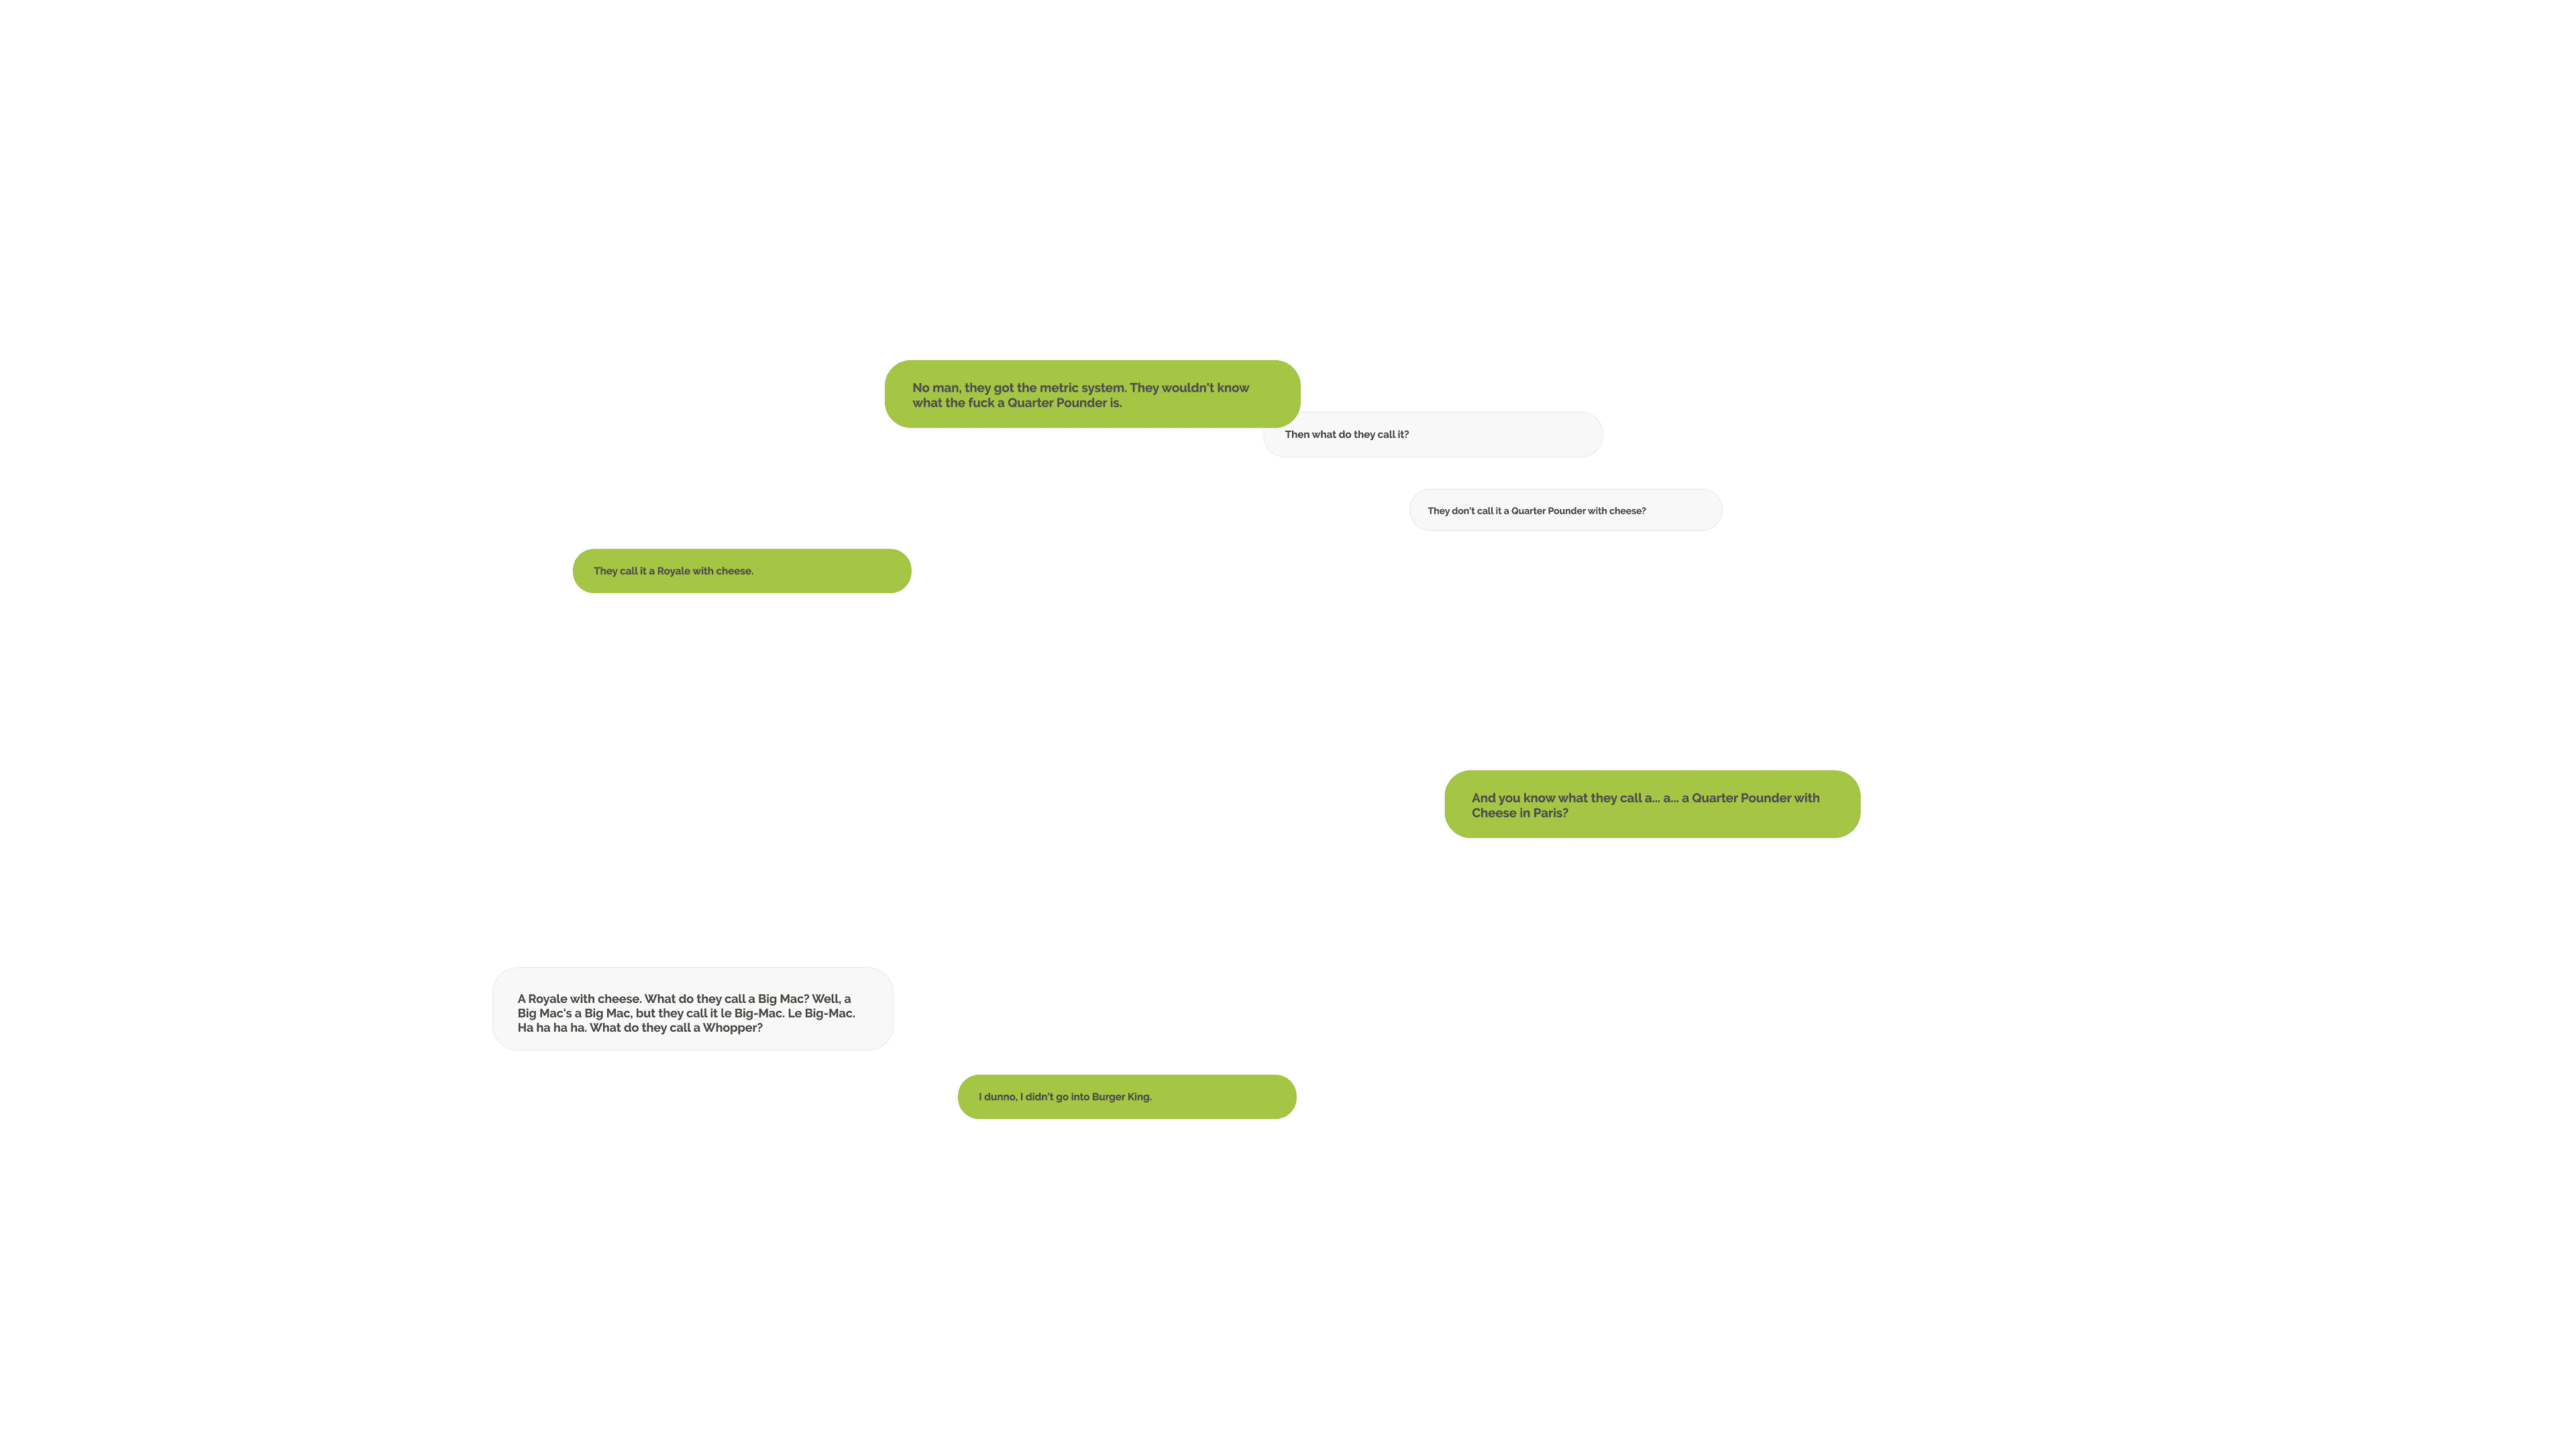 No man, they got the metric system. They wouldn't know
what the fuck a Quarter Pounder is.
Then what do they call it?
They don't call it a Quarter Pounder with cheese?
They call it a Royale with cheese.
And you know what they call a... a... a Quarter Pounder with
Cheese in Paris?
A Royale with cheese. What do they call a Big Mac? Well, a
Big Mac's a Big Mac, but they call it le Big-Mac. Le Big-Mac.
Ha ha ha ha. What do they call a Whopper?
I dunno, I didn't go into Burger King.